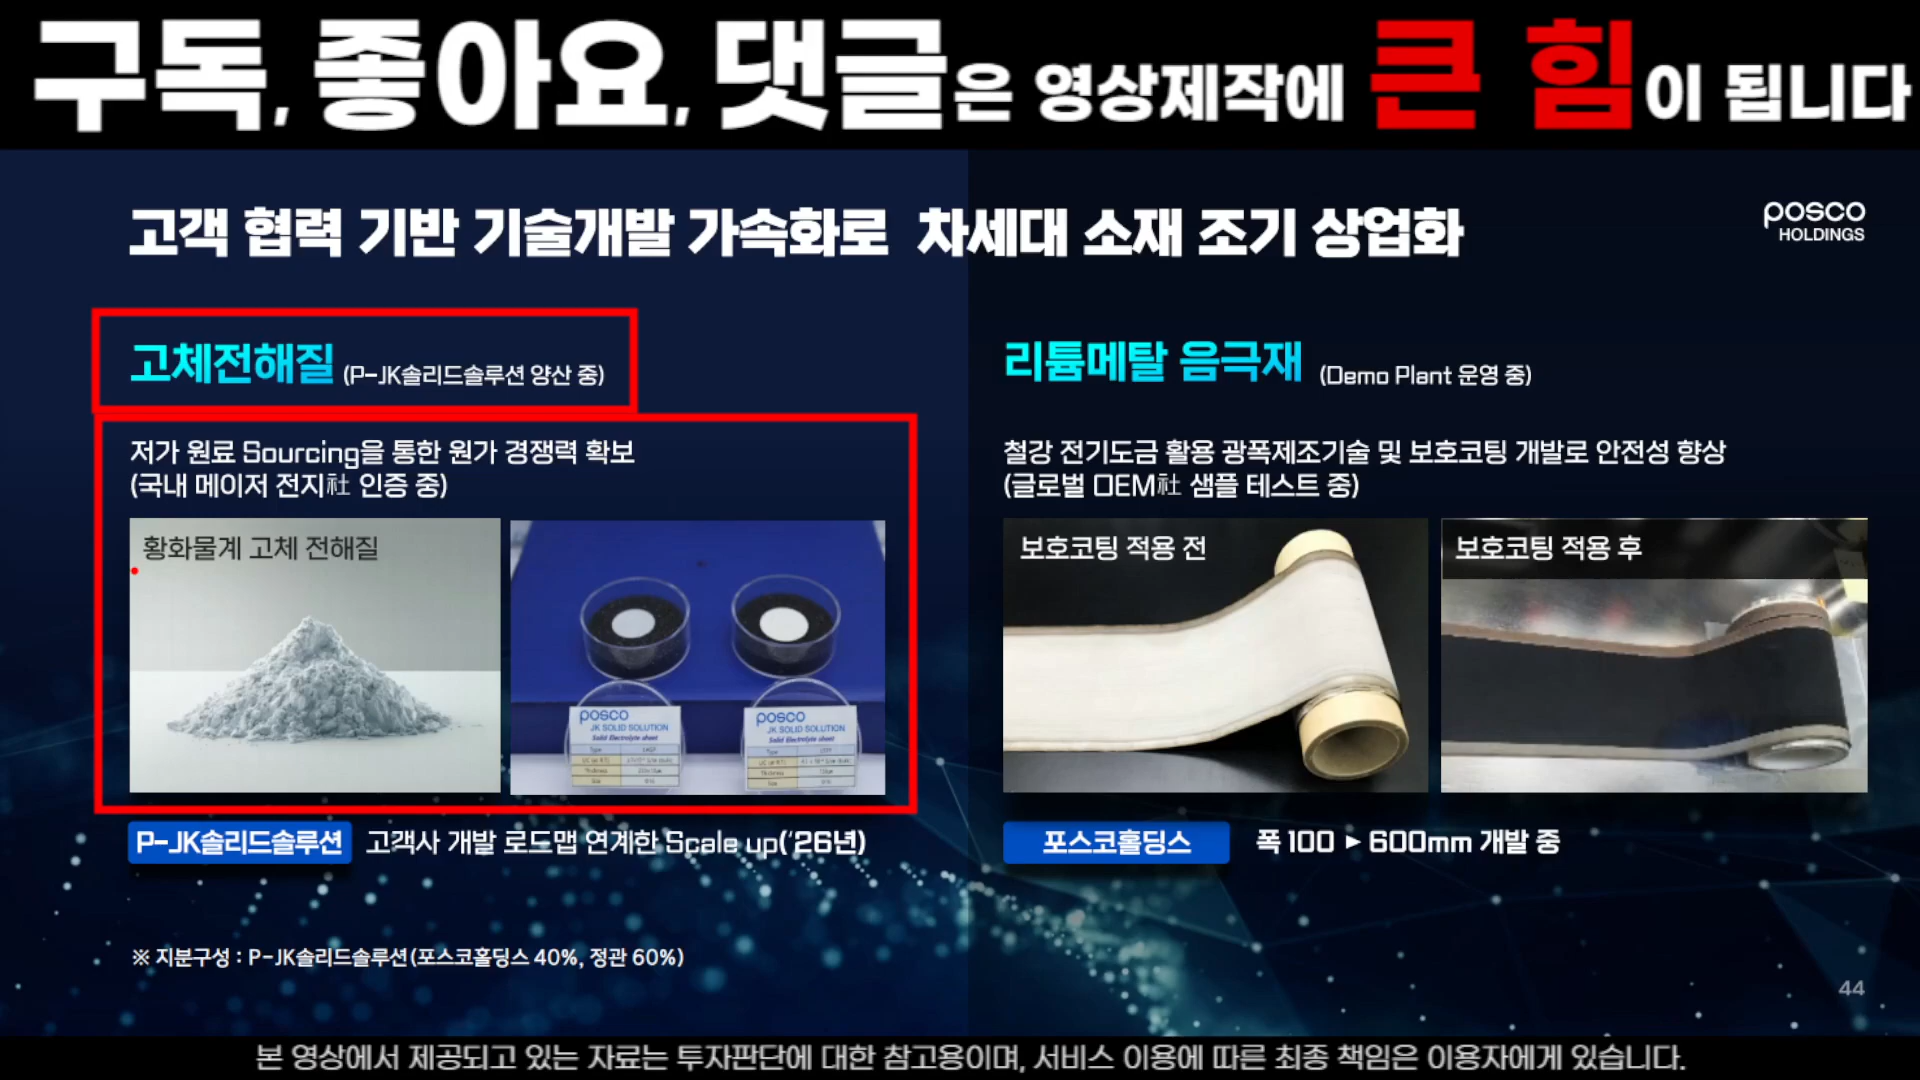 구독, 좋아요, 댓글은 영상제작에 큰 힘이 됩니다
고객 협력 기반 기술개발 가속화로 차세대 소재 조기 상업화
posco
HOLDINGS
고체전해질 (P-JK솔리드솔루션 양산 중)
저가 원료 Sourcing을 통한 원가 경쟁력 확보
(국내 메이저 전지社 인증 중)
황화물계 고체 전해질
posco
JK SOLID SOLUTION
Solid Electrolyte sheet
Type
Thickness
Size
posco
JK SOLID SOLUTION
Solid Electrolyte sheet
Type
Thickness
Size
P-JK솔리드솔루션 고객사 개발 로드맵 연계한 Scale up('26년)
※ 지분구성 : P-JK솔리드솔루션(포스코홀딩스 40%, 정관 60%)
리튬메탈 음극재 (Demo Plant 운영 중)
철강 전기도금 활용 광폭제조기술 및 보호코팅 개발로 안전성 향상
(글로벌 OEM社 샘플 테스트 중)
보호코팅 적용 전
보호코팅 적용 후
포스코홀딩스 폭 100 ▶ 600mm 개발 중
44
본 영상에서 제공되고 있는 자료는 투자판단에 대한 참고용이며, 서비스 이용에 따른 최종 책임은 이용자에게 있습니다.